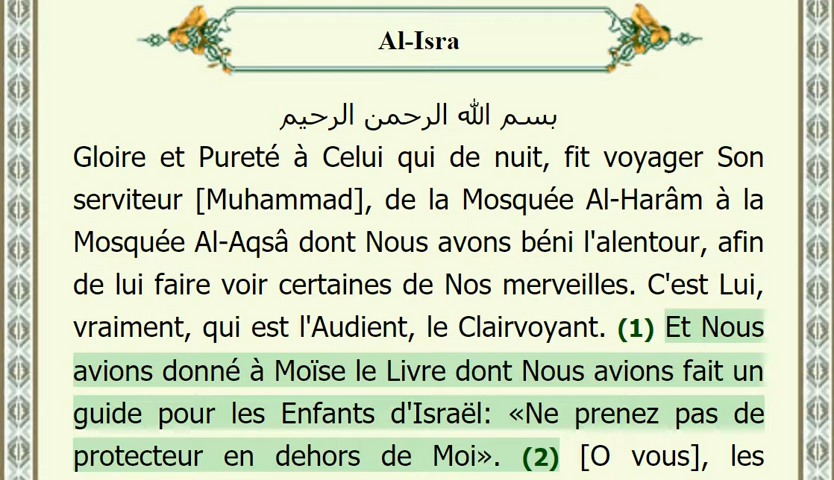 Al-Isra
بسم الله الرحمن الرحيم
Gloire et Pureté à Celui qui de nuit, fit voyager Son
serviteur [Muhammad], de la Mosquée Al-Harâm à la
Mosquée Al-Aqsâ dont Nous avons béni l'alentour, afin
de lui faire voir certaines de Nos merveilles. C'est Lui,
vraiment, qui est l'Audient, le Clairvoyant. (1) Et Nous
avions donné à Moïse le Livre dont Nous avions fait un
guide pour les Enfants d'Israël: «Ne prenez pas de
protecteur en dehors de Moi». (2) [O vous], les